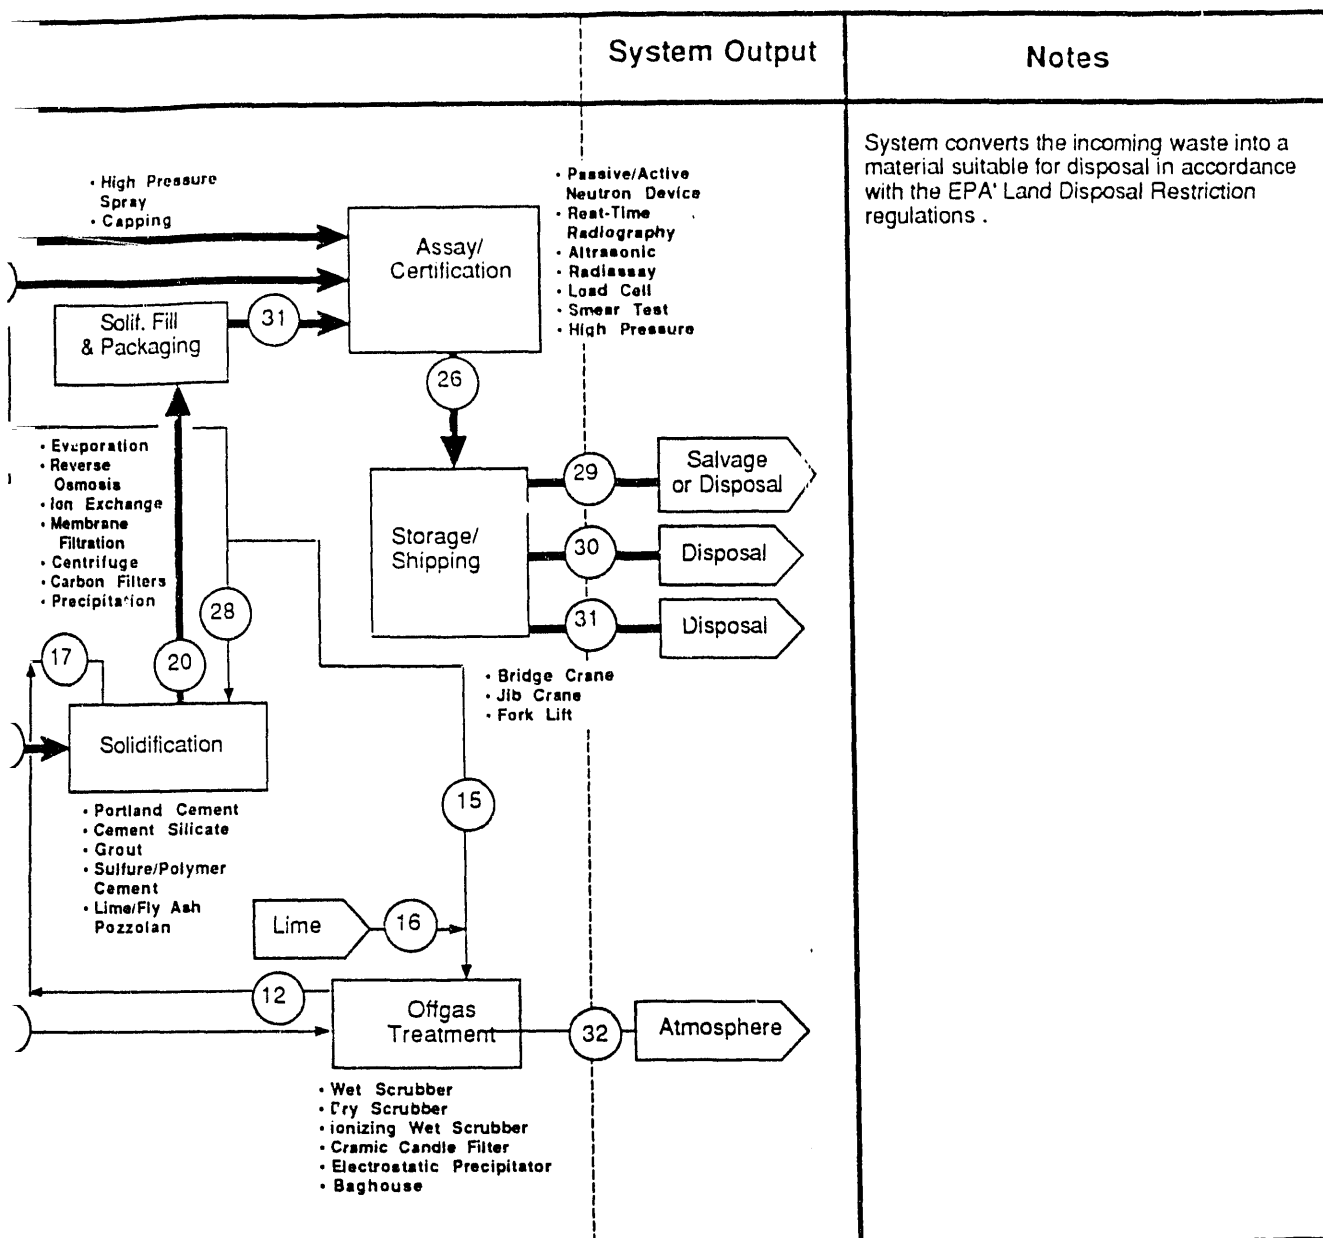 System Output
Notes
System converts the incoming waste into a
material suitable for disposal in accordance
with the EPA' Land Disposal Restriction
regulations .
• High Pressure
Spray
• Capping
Assay/
Certification
• Passive/Active
Neutron Device
• Real-Time
Radiography
• Altrasonic
• Radiassay
• Load Cell
• Smear Test
• High Pressure
Solif. Fill
& Packaging
31
26
• Evaporation
• Reverse
Osmosis
• Ion Exchange
• Membrane
Filtration
• Centrifuge
• Carbon Filters
• Precipitation
Storage/
Shipping
29
Salvage
or Disposal
30
Disposal
31
Disposal
• Bridge Crane
• Jib Crane
• Fork Lift
28
17
20
Solidification
• Portland Cement
• Cement Silicate
• Grout
• Sulfure/Polymer
Cement
• Lime/Fly Ash
Pozzolan
15
Lime
16
12
Offgas
Treatment
32
Atmosphere
• Wet Scrubber
• Dry Scrubber
• ionizing Wet Scrubber
• Cramic Candle Filter
• Electrostatic Precipitator
• Baghouse